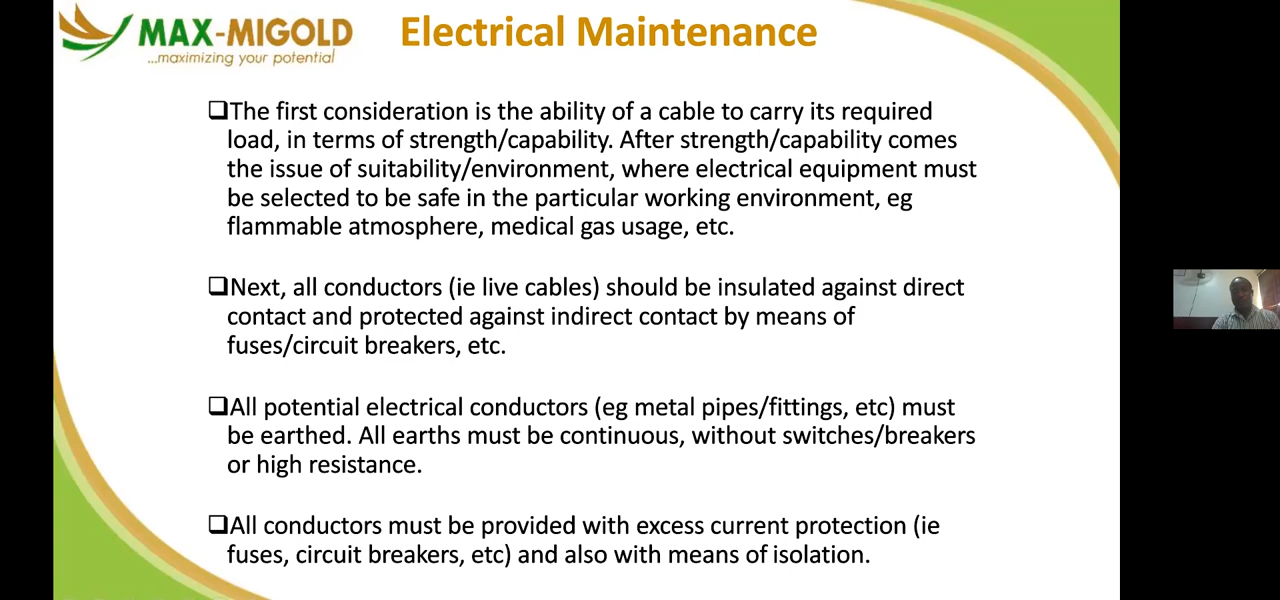 MAX-MIGOLD
...maximizing your potential
Electrical Maintenance
❑The first consideration is the ability of a cable to carry its required
load, in terms of strength/capability. After strength/capability comes
the issue of suitability/environment, where electrical equipment must
be selected to be safe in the particular working environment, eg
flammable atmosphere, medical gas usage, etc.
❑Next, all conductors (ie live cables) should be insulated against direct
contact and protected against indirect contact by means of
fuses/circuit breakers, etc.
❑All potential electrical conductors (eg metal pipes/fittings, etc) must
be earthed. All earths must be continuous, without switches/breakers
or high resistance.
❑All conductors must be provided with excess current protection (ie
fuses, circuit breakers, etc) and also with means of isolation.